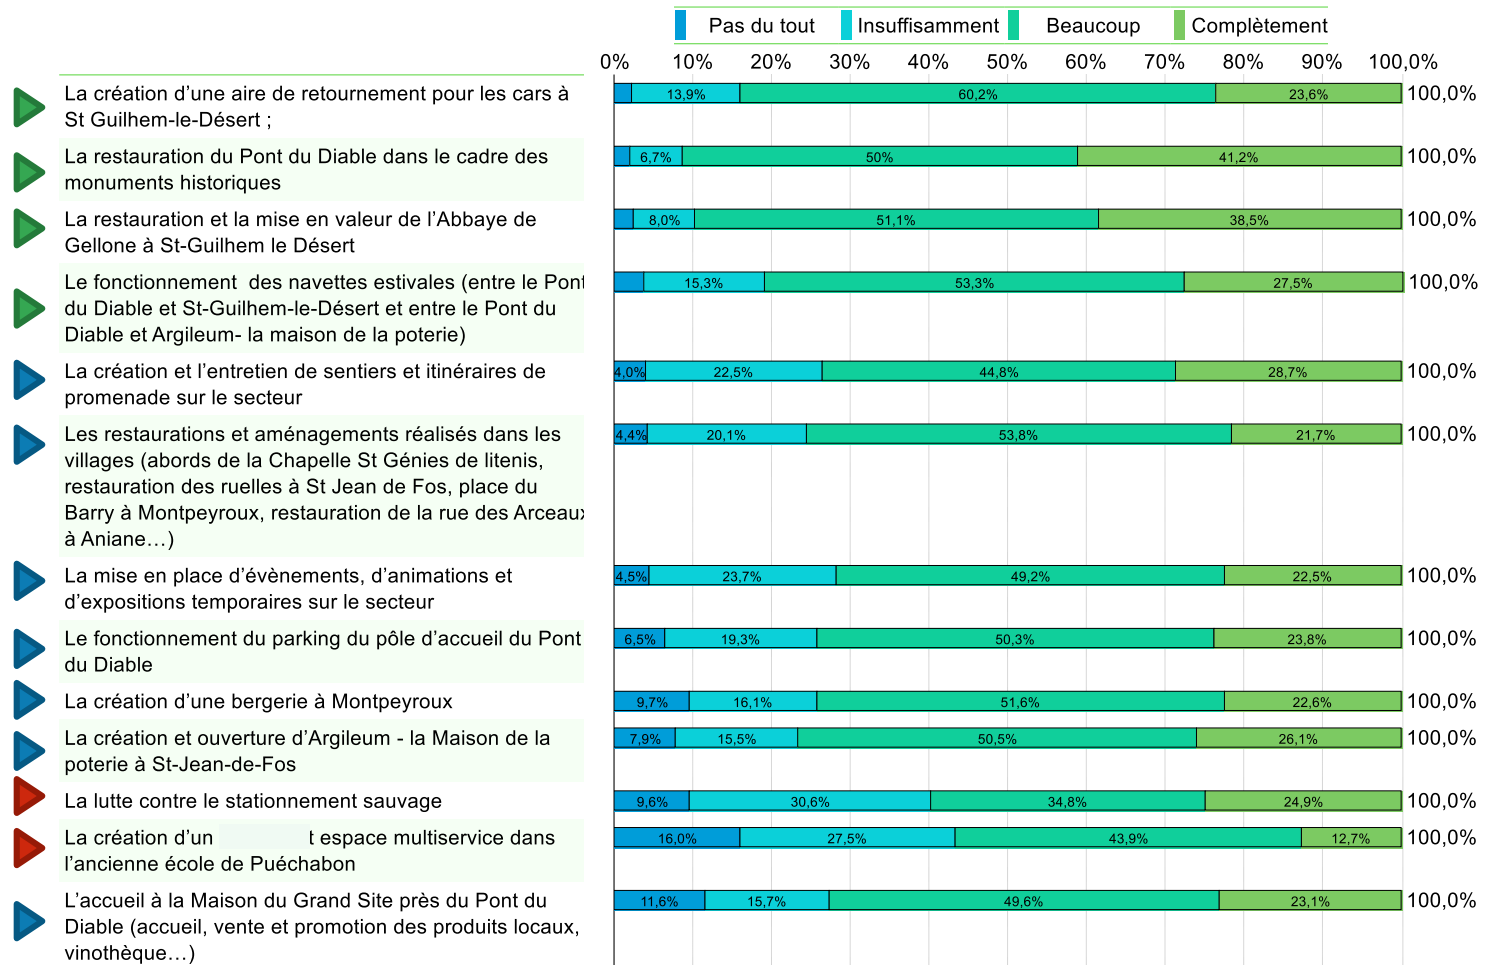 Pas du tout Insuffisamment Beaucoup Complètement
0% 10% 20% 30% 40% 50% 60% 70% 80% 90% 100,0%
La création d’une aire de retournement pour les cars à
St Guilhem-le-Désert ;
13,9% 60,2% 23,6% 100,0%
La restauration du Pont du Diable dans le cadre des
monuments historiques
6,7% 50% 41,2% 100,0%
La restauration et la mise en valeur de l’Abbaye de
Gellone à St-Guilhem le Désert
8,0% 51,1% 38,5% 100,0%
Le fonctionnement des navettes estivales (entre le Pont
du Diable et St-Guilhem-le-Désert et entre le Pont du
Diable et Argileum- la maison de la poterie)
15,3% 53,3% 27,5% 100,0%
La création et l’entretien de sentiers et itinéraires de
promenade sur le secteur
4,0% 22,5% 44,8% 28,7% 100,0%
Les restaurations et aménagements réalisés dans les
villages (abords de la Chapelle St Génies de litenis,
restauration des ruelles à St Jean de Fos, place du
Barry à Montpeyroux, restauration de la rue des Arceaux
à Aniane…)
4,4% 20,1% 53,8% 21,7% 100,0%
La mise en place d’évènements, d’animations et
d’expositions temporaires sur le secteur
4,5% 23,7% 49,2% 22,5% 100,0%
Le fonctionnement du parking du pôle d’accueil du Pont
du Diable
6,5% 19,3% 50,3% 23,8% 100,0%
La création d’une bergerie à Montpeyroux
9,7% 16,1% 51,6% 22,6% 100,0%
La création et ouverture d’Argileum - la Maison de la
poterie à St-Jean-de-Fos
7,9% 15,5% 50,5% 26,1% 100,0%
La lutte contre le stationnement sauvage
9,6% 30,6% 34,8% 24,9% 100,0%
La création d’un t espace multiservice dans
l’ancienne école de Puéchabon
16,0% 27,5% 43,9% 12,7% 100,0%
L’accueil à la Maison du Grand Site près du Pont du
Diable (accueil, vente et promotion des produits locaux,
vinothèque…)
11,6% 15,7% 49,6% 23,1% 100,0%